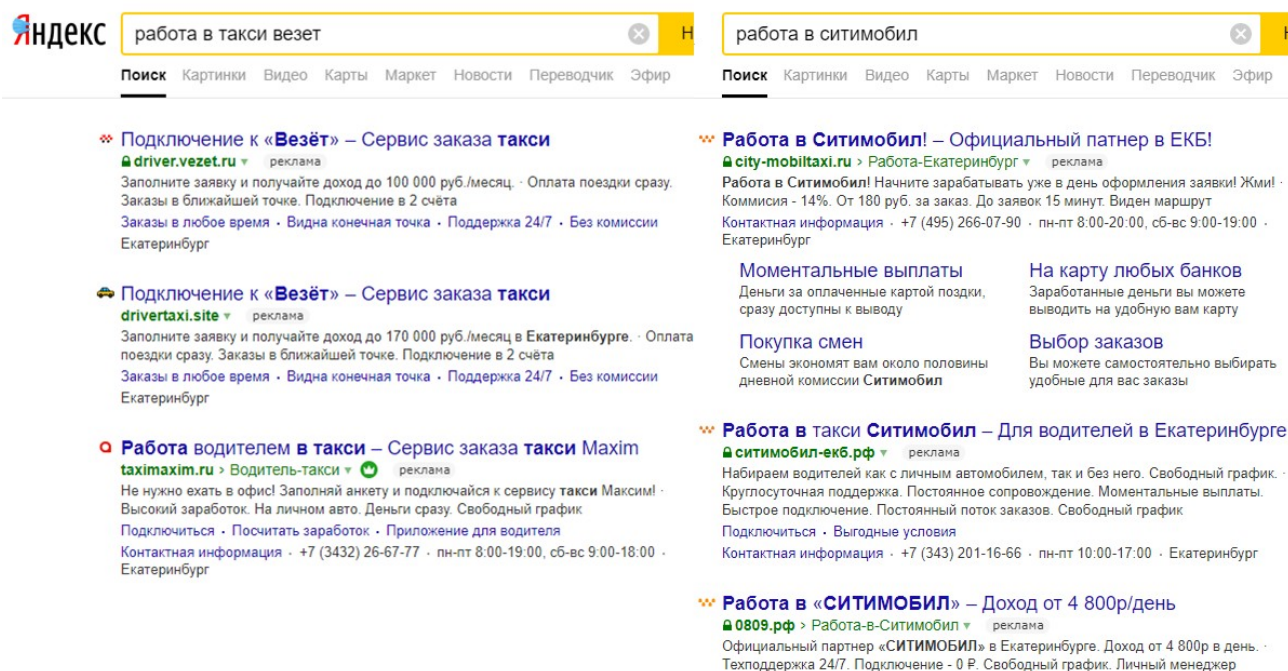 Яндекс
работа в такси везет
Н
Поиск Картинки Видео Карты Маркет Новости Переводчик Эфир
Подключение к «Везёт» – Сервис заказа такси
driver.vezet.ru реклама
Заполните заявку и получайте доход до 100 000 руб./месяц. · Оплата поездки сразу.
Заказы в ближайшей точке. Подключение в 2 счёта
Заказы в любое время · Видна конечная точка · Поддержка 24/7 · Без комиссии
Екатеринбург
Подключение к «Везёт» – Сервис заказа такси
drivertaxi.site реклама
Заполните заявку и получайте доход до 170 000 руб./месяц в Екатеринбурге. · Оплата
поездки сразу. Заказы в ближайшей точке. Подключение в 2 счёта
Заказы в любое время · Видна конечная точка · Поддержка 24/7 · Без комиссии
Екатеринбург
Работа водителем в такси – Сервис заказа такси Maxim
taximaxim.ru › Водитель-такси реклама
Не нужно ехать в офис! Заполняй анкету и подключайся к сервису такси Максим! ·
Высокий заработок. На личном авто. Деньги сразу. Свободный график
Подключиться · Посчитать заработок · Приложение для водителя
Контактная информация · +7 (3432) 26-67-77 · пн-пт 8:00-19:00, сб-вс 9:00-18:00 ·
Екатеринбург
работа в ситимобил
Поиск Картинки Видео Карты Маркет Новости Переводчик Эфир
Работа в Ситимобил! – Официальный патнер в ЕКБ!
city-mobiltaxi.ru › Работа-Екатеринбург реклама
Работа в Ситимобил! Начните зарабатывать уже в день оформления заявки! Жми! ·
Коммисия - 14%. От 180 руб. за заказ. До заявок 15 минут. Виден маршрут
Контактная информация · +7 (495) 266-07-90 · пн-пт 8:00-20:00, сб-вс 9:00-19:00 ·
Екатеринбург
Моментальные выплаты
Деньги за оплаченные картой поздки,
сразу доступны к выводу
На карту любых банков
Заработанные деньги вы можете
выводить на удобную вам карту
Покупка смен
Смены экономят вам около половины
дневной комиссии Ситимобил
Выбор заказов
Вы можете самостоятельно выбирать
удобные для вас заказы
Работа в такси Ситимобил – Для водителей в Екатеринбурге
ситимобил-екб.рф реклама
Набираем водителей как с личным автомобилем, так и без него. Свободный график. ·
Круглосуточная поддержка. Постоянное сопровождение. Моментальные выплаты.
Быстрое подключение. Постоянный поток заказов. Свободный график
Подключиться · Выгодные условия
Контактная информация · +7 (343) 201-16-66 · пн-пт 10:00-17:00 · Екатеринбург
Работа в «СИТИМОБИЛ» – Доход от 4 800р/день
0809.рф › Работа-в-Ситимобил реклама
Официальный партнер «СИТИМОБИЛ» в Екатеринбурге. Доход от 4 800р в день. ·
Техподдержка 24/7. Подключение - 0 ₽. Свободный график. Личный менеджер